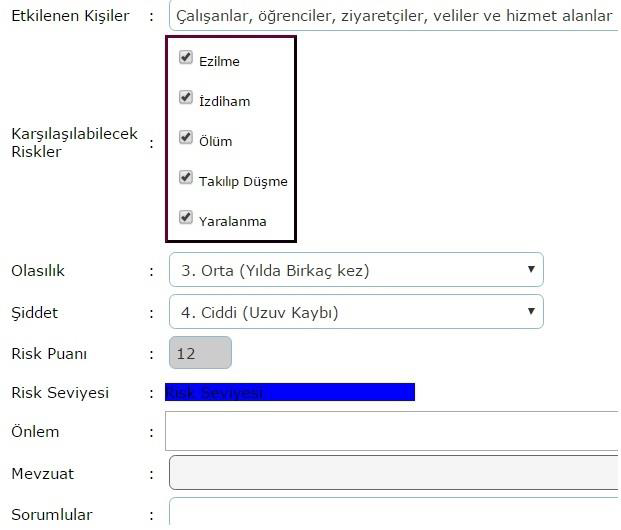 Etkilenen Kişiler : Çalışanlar, öğrenciler, ziyaretçiler, veliler ve hizmet alanlar
Karşılaşılabilecek Riskler :
Ezilme
İzdiham
Ölüm
Takılıp Düşme
Yaralanma
Olasılık : 3. Orta (Yılda Birkaç kez)
Şiddet : 4. Ciddi (Uzuv Kaybı)
Risk Puanı : 12
Risk Seviyesi : Risk Seviyesi
Önlem :
Mevzuat :
Sorumlular :